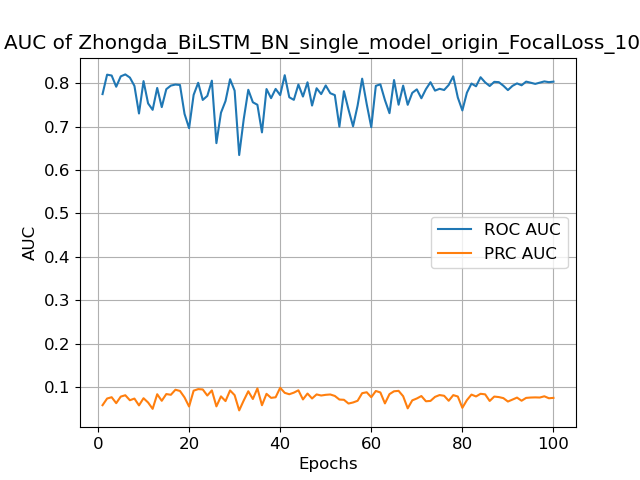 AUC of Zhongda_BiLSTM_BN_single_model_origin_FocalLoss_10
0.8
0.7
0.6
0.5
0.4
0.3
0.2
0.1
AUC
ROC AUC
PRC AUC
0 20 40 60 80 100
Epochs